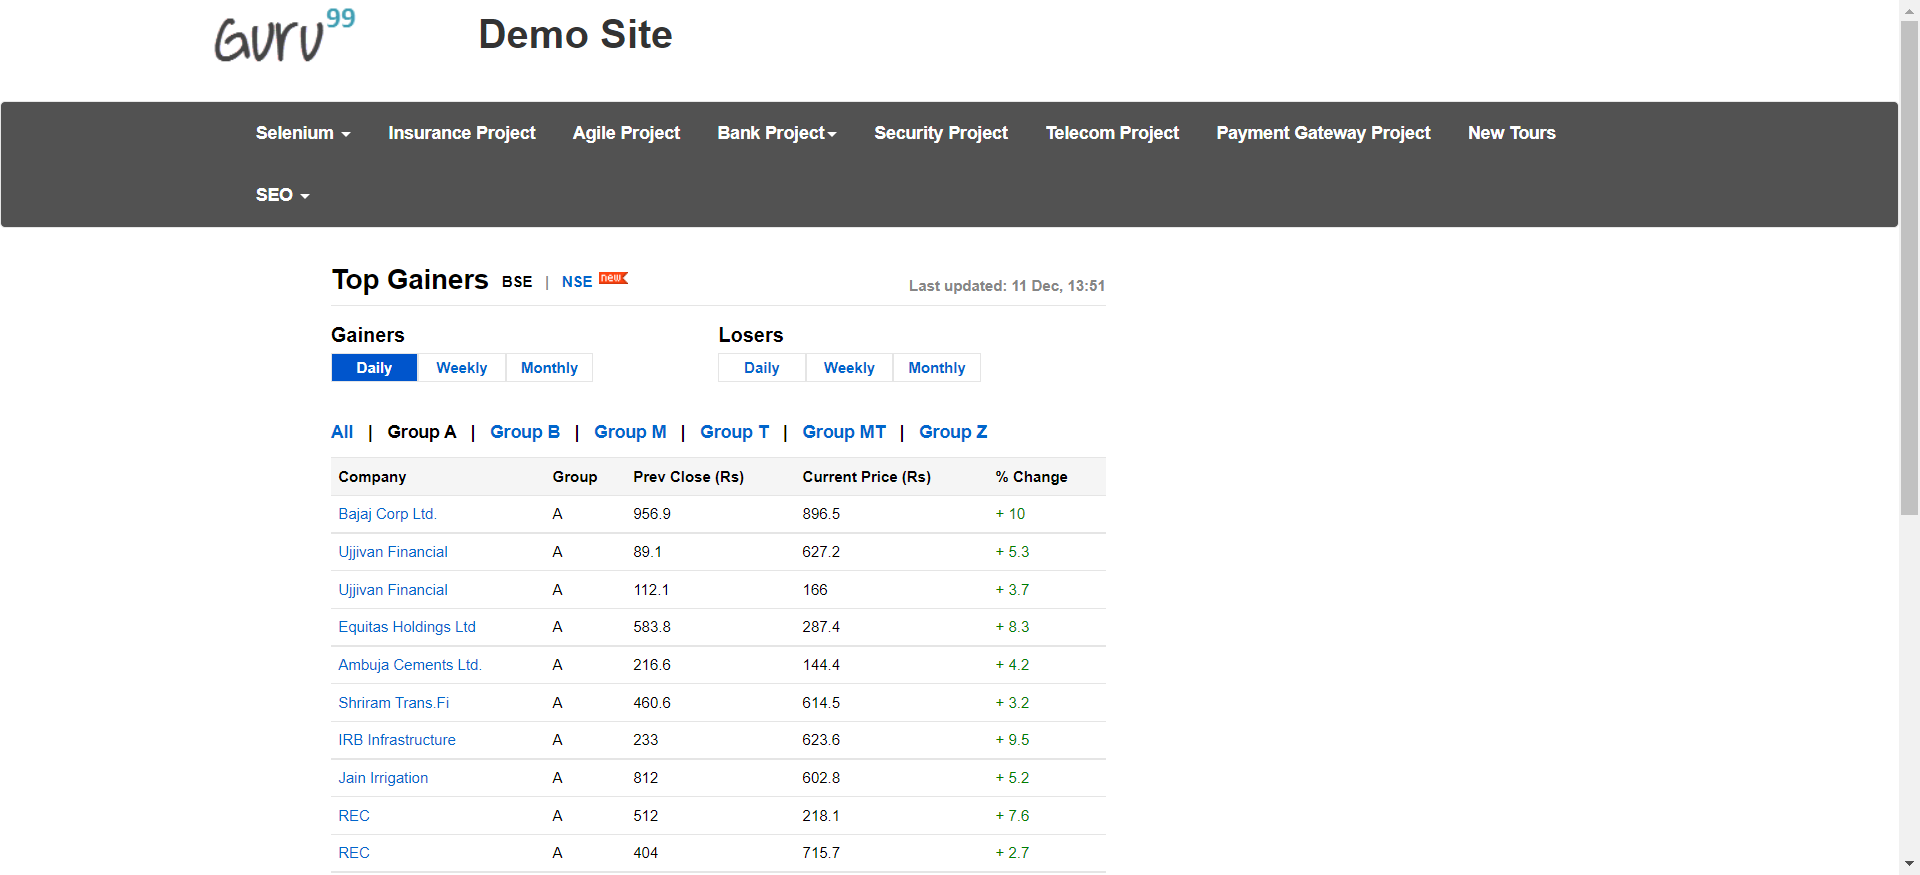 Guru99 Demo Site
Selenium Insurance Project Agile Project Bank Project Security Project Telecom Project Payment Gateway Project New Tours
SEO
Top Gainers BSE | NSE new Last updated: 11 Dec, 13:51
Gainers Losers
Daily Weekly Monthly Daily Weekly Monthly
All | Group A | Group B | Group M | Group T | Group MT | Group Z
Company Group Prev Close (Rs) Current Price (Rs) % Change
Bajaj Corp Ltd. A 956.9 896.5 + 10
Ujjivan Financial A 89.1 627.2 + 5.3
Ujjivan Financial A 112.1 166 + 3.7
Equitas Holdings Ltd A 583.8 287.4 + 8.3
Ambuja Cements Ltd. A 216.6 144.4 + 4.2
Shriram Trans.Fi A 460.6 614.5 + 3.2
IRB Infrastructure A 233 623.6 + 9.5
Jain Irrigation A 812 602.8 + 5.2
REC A 512 218.1 + 7.6
REC A 404 715.7 + 2.7